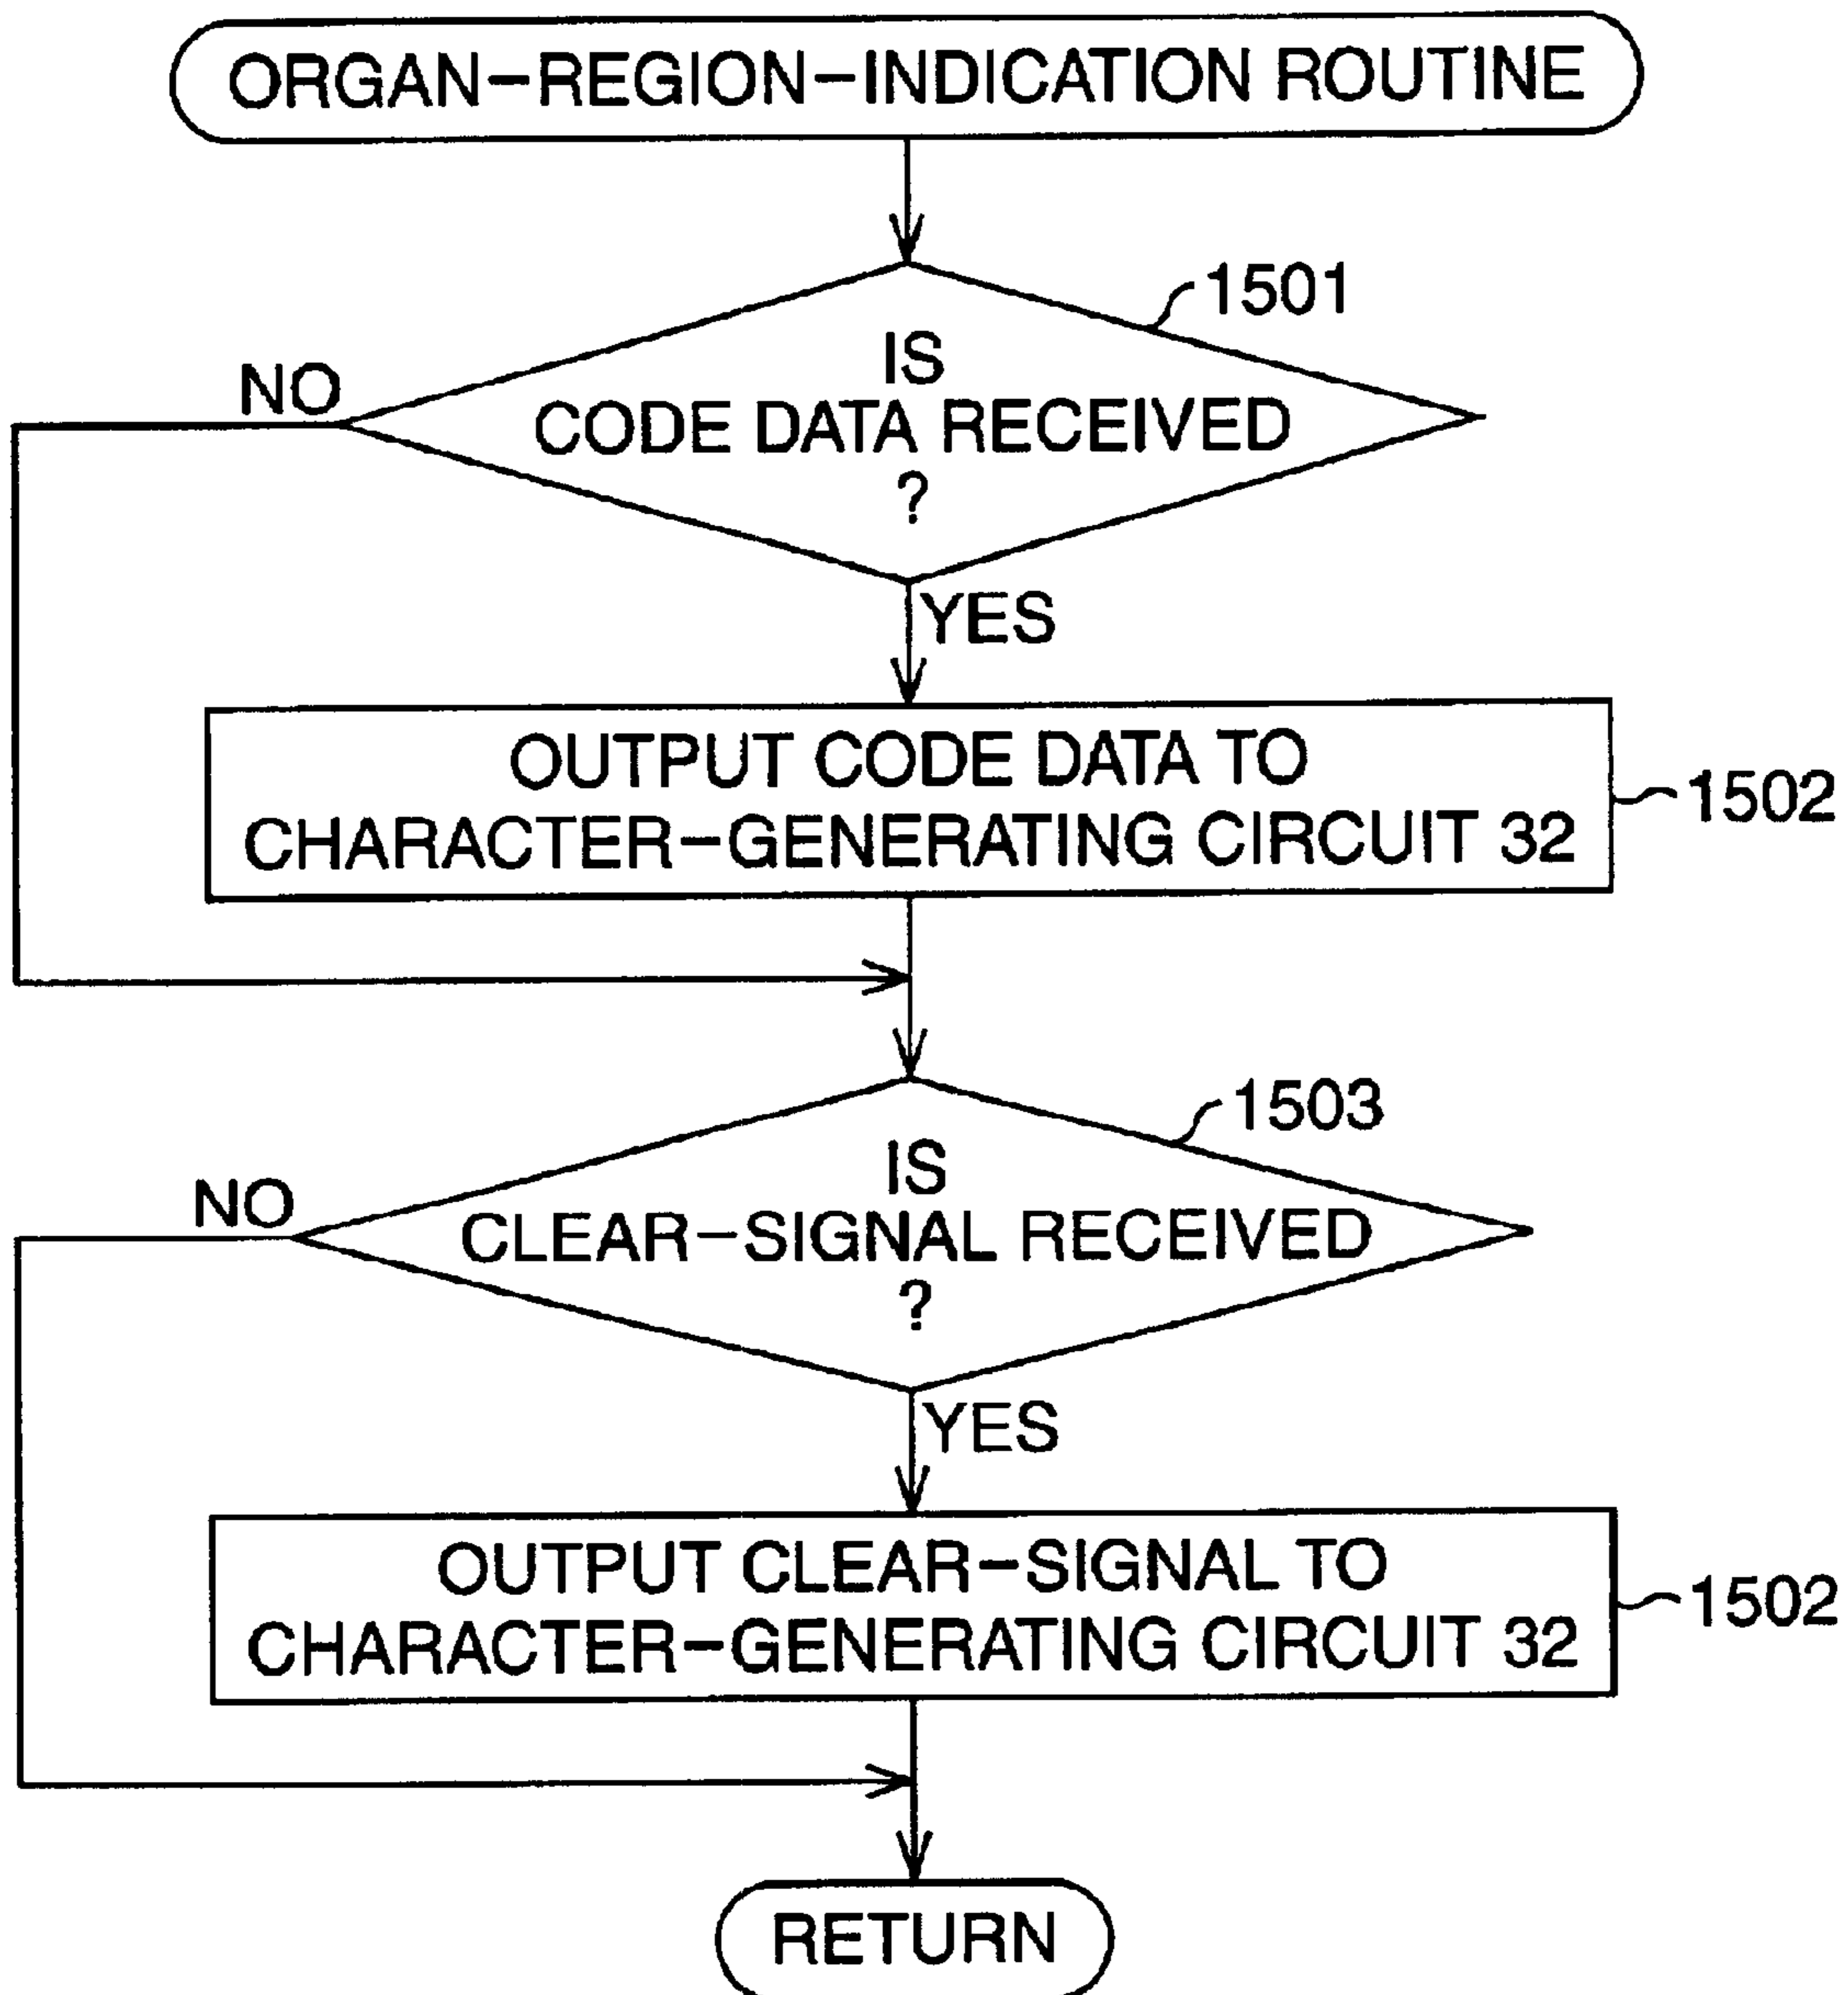 ORGAN-REGION-INDICATION ROUTINE
1501
IS
CODE DATA RECEIVED
?
NO
YES
OUTPUT CODE DATA TO
CHARACTER-GENERATING CIRCUIT 32
1502
1503
IS
CLEAR-SIGNAL RECEIVED
?
NO
YES
OUTPUT CLEAR-SIGNAL TO
CHARACTER-GENERATING CIRCUIT 32
1502
RETURN